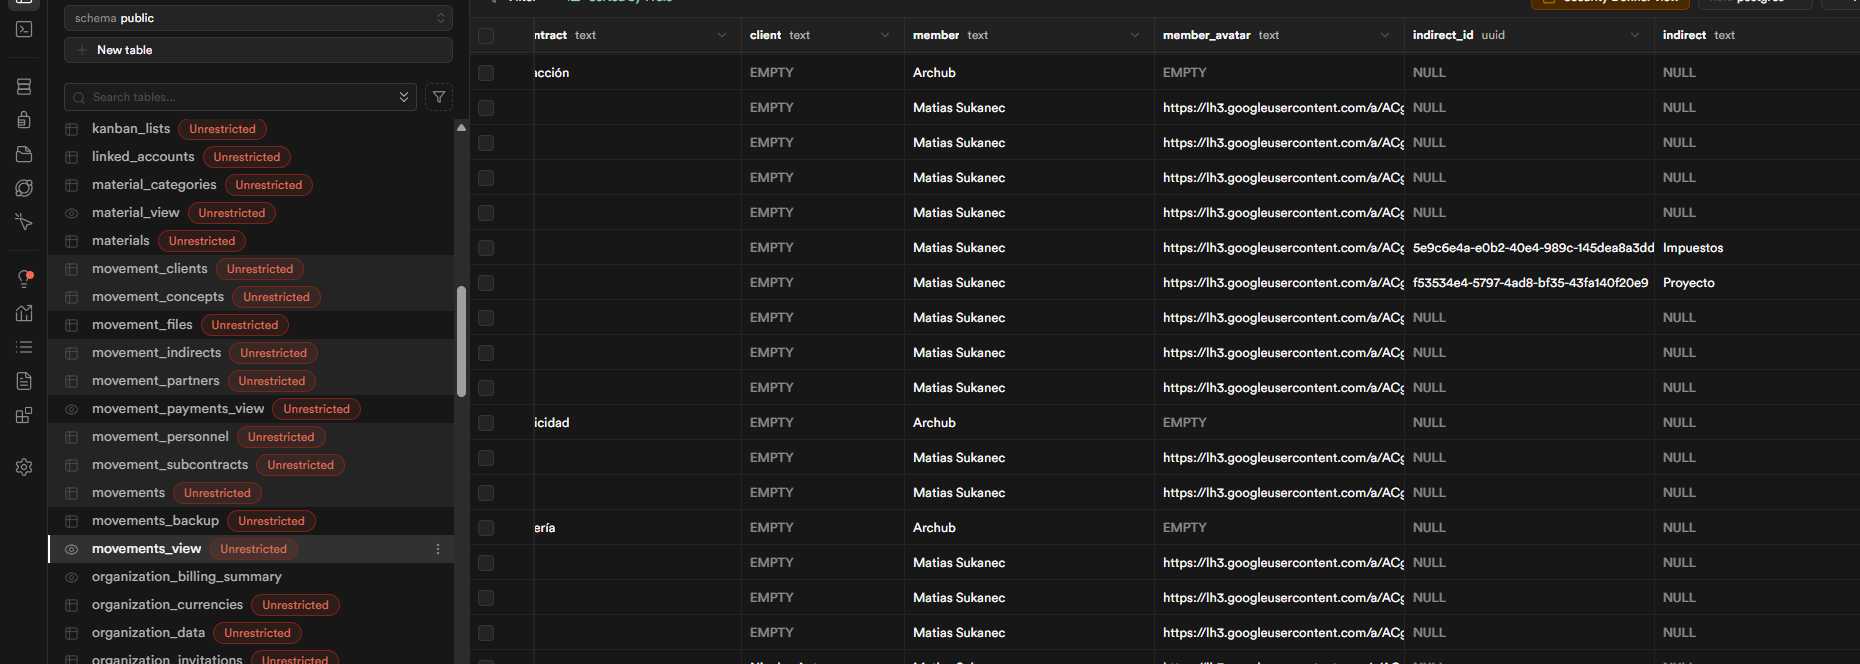 schema public
New table
Search tables...
kanban_lists Unrestricted
linked_accounts Unrestricted
material_categories Unrestricted
material_view Unrestricted
materials Unrestricted
movement_clients Unrestricted
movement_concepts Unrestricted
movement_files Unrestricted
movement_indirects Unrestricted
movement_partners Unrestricted
movement_payments_view Unrestricted
movement_personnel Unrestricted
movement_subcontracts Unrestricted
movements Unrestricted
movements_backup Unrestricted
movements_view Unrestricted
organization_billing_summary
organization_currencies Unrestricted
organization_data Unrestricted
organization_invitations Unrestricted
ntract text client text member text member_avatar text indirect_id uuid indirect text
acción EMPTY Archub EMPTY NULL NULL
EMPTY Matias Sukanec https://lh3.googleusercontent.com/a/ACg NULL NULL
EMPTY Matias Sukanec https://lh3.googleusercontent.com/a/ACg NULL NULL
EMPTY Matias Sukanec https://lh3.googleusercontent.com/a/ACg NULL NULL
EMPTY Matias Sukanec https://lh3.googleusercontent.com/a/ACg NULL NULL
EMPTY Matias Sukanec https://lh3.googleusercontent.com/a/ACg 5e9c6e4a-e0b2-40e4-989c-145dea8a3dd Impuestos
EMPTY Matias Sukanec https://lh3.googleusercontent.com/a/ACg f53534e4-5797-4ad8-bf35-43fa140f20e9 Proyecto
EMPTY Matias Sukanec https://lh3.googleusercontent.com/a/ACg NULL NULL
EMPTY Matias Sukanec https://lh3.googleusercontent.com/a/ACg NULL NULL
EMPTY Matias Sukanec https://lh3.googleusercontent.com/a/ACg NULL NULL
icidad EMPTY Archub EMPTY NULL NULL
EMPTY Matias Sukanec https://lh3.googleusercontent.com/a/ACg NULL NULL
EMPTY Matias Sukanec https://lh3.googleusercontent.com/a/ACg NULL NULL
ería EMPTY Archub EMPTY NULL NULL
EMPTY Matias Sukanec https://lh3.googleusercontent.com/a/ACg NULL NULL
EMPTY Matias Sukanec https://lh3.googleusercontent.com/a/ACg NULL NULL
EMPTY Matias Sukanec https://lh3.googleusercontent.com/a/ACg NULL NULL